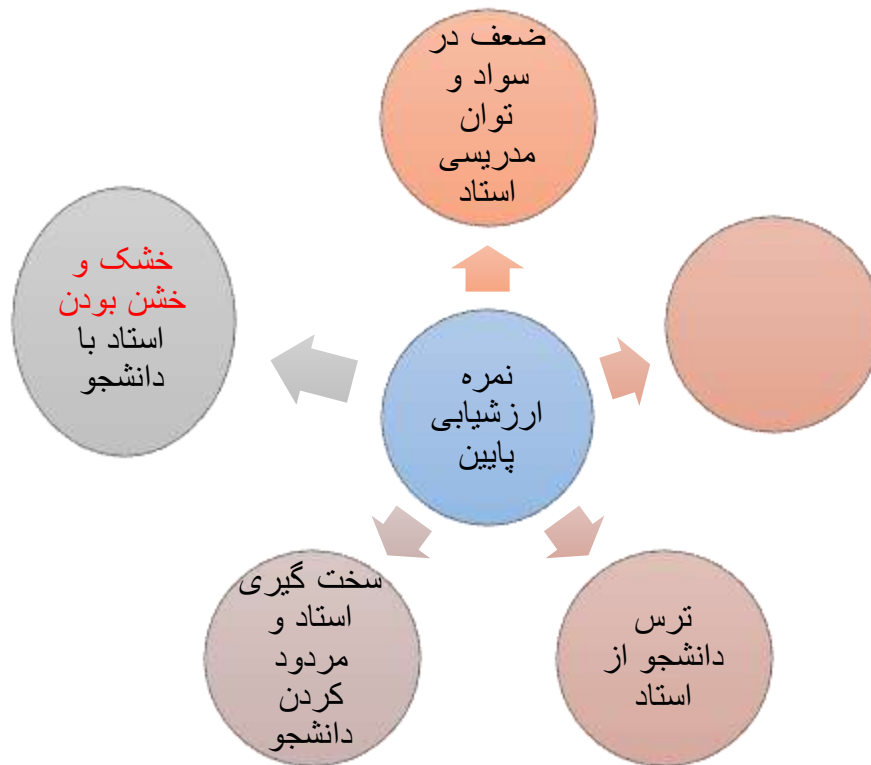 ضعف در
سواد و
توان
مدریسی
استاد
خشک و
خشن بودن
استاد با
دانشجو
نمره
ارزشیابی
پایین
سخت گیری
استاد و
مردود
کردن
دانشجو
ترس
دانشجو از
استاد